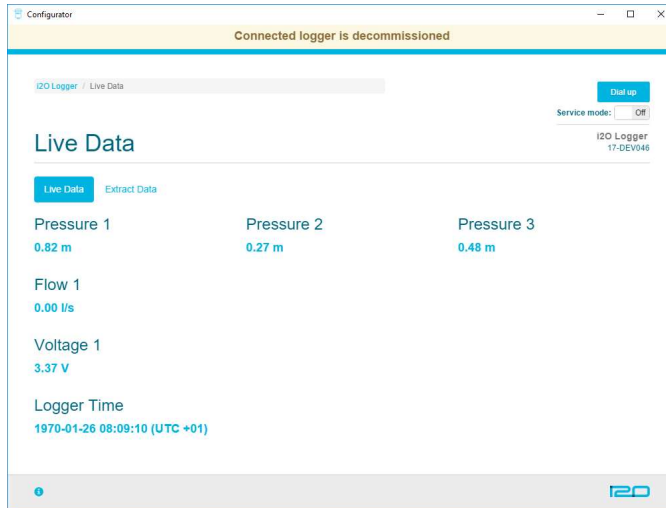 Configurator
Connected logger is decommissioned
i2O Logger / Live Data
Dial up
Service mode: Off
Live Data
i2O Logger
17-DEV046
Live Data Extract Data
Pressure 1 Pressure 2 Pressure 3
0.82 m 0.27 m 0.48 m
Flow 1
0.00 l/s
Voltage 1
3.37 V
Logger Time
1970-01-26 08:09:10 (UTC +01)
i2O